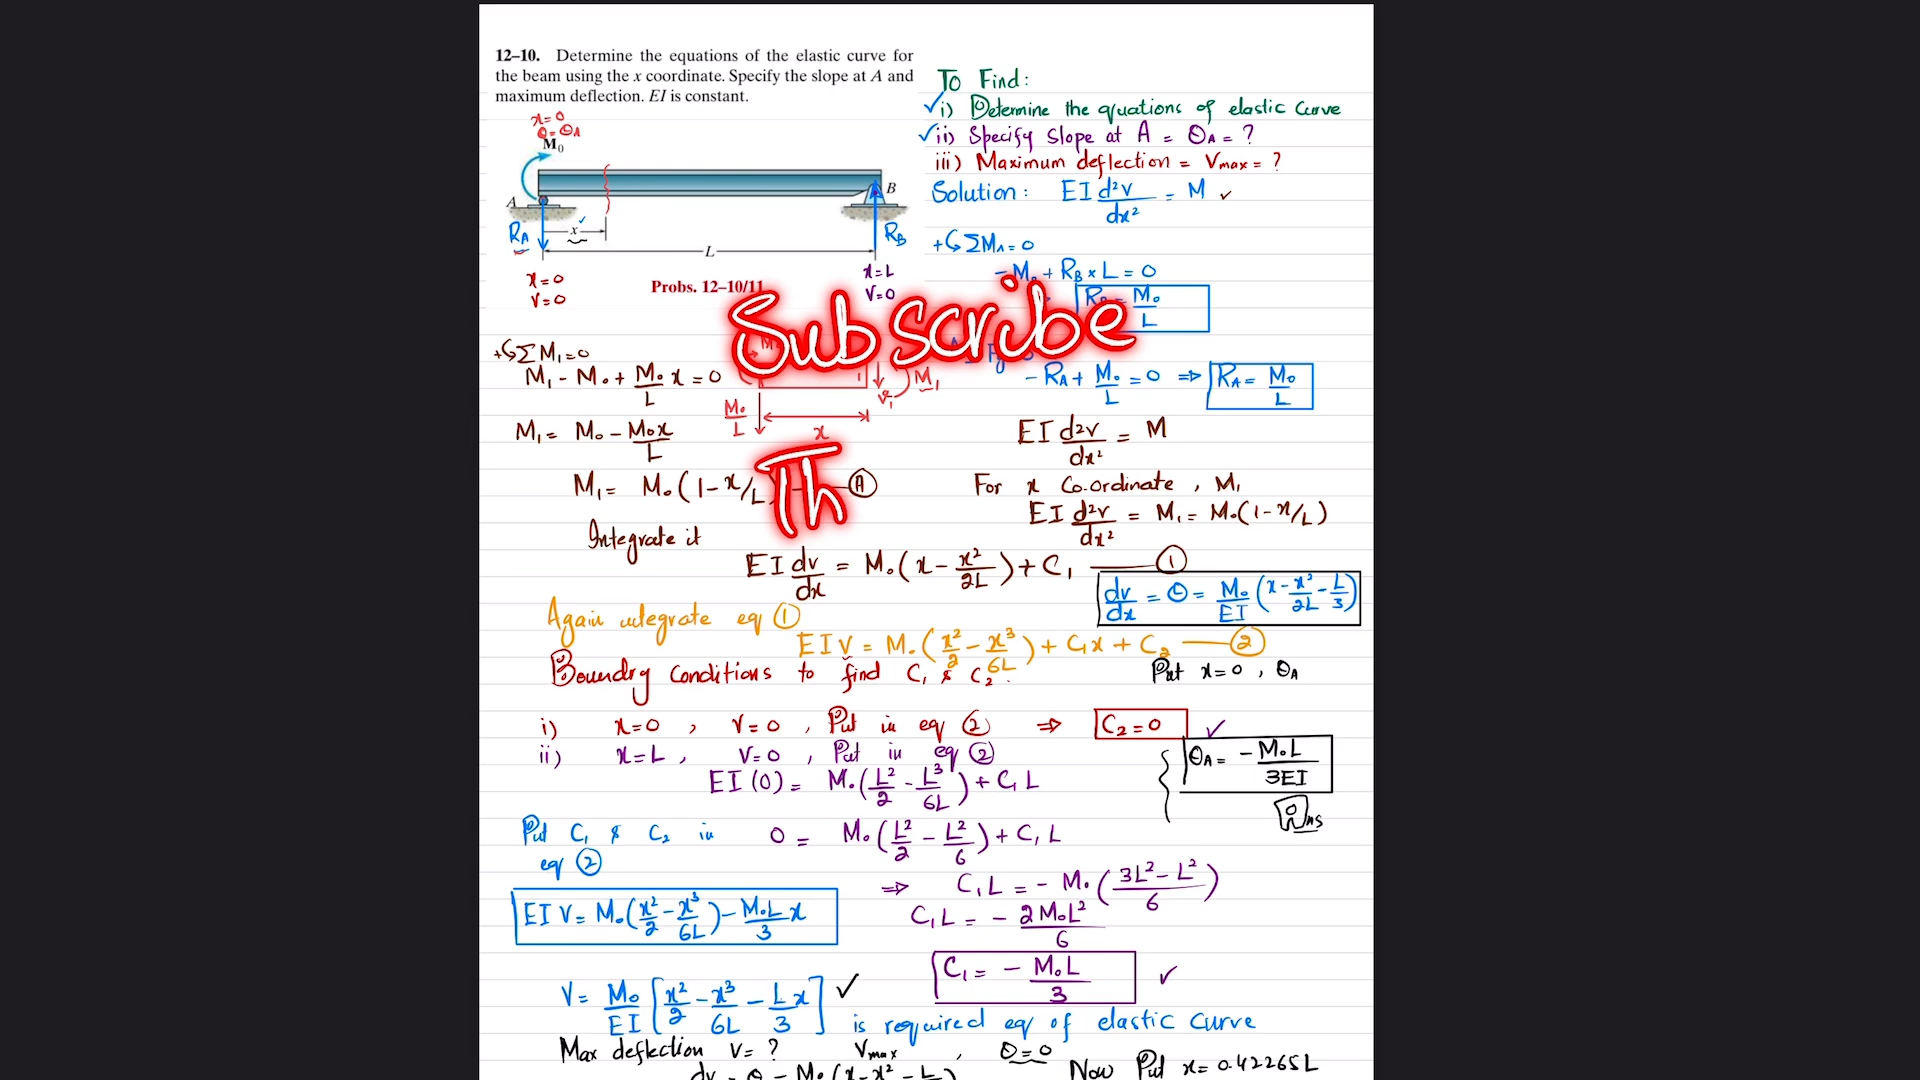 12–10. Determine the equations of the elastic curve for
the beam using the x coordinate. Specify the slope at A and
maximum deflection. EI is constant.
x=0
θ=θA
M0
A
B
RA
x
RB
L
x=0
V=0
Probs. 12–10/11
x=L
V=0
To Find:
i) Determine the equations of elastic Curve
ii) Specify Slope at A = θA = ?
iii) Maximum deflection = Vmax = ?
Solution: EI d²v/dx² = M
+ ΣMA=0
-M₀ + RB × L = 0
RB = M₀/L
-RA + M₀/L = 0 ⇒ RA = M₀/L
Subscribe
Th
+ ΣM₁=0
M₁ - M₀ + M₀/L x = 0
M₁ = M₀ - M₀x/L
M₁ = M₀(1-x/L) A
M₀/L
x
V₁
M₁
EI d²v/dx² = M
For x Co-ordinate, M₁
EI d²v/dx² = M₁ = M₀(1-x/L)
Integrate it
EI dv/dx = M₀(x - x²/2L) + C₁ 1
dv/dx = θ = M₀/EI (x - x²/2L - L/3)
Again integrate eq 1
EIV = M₀(x²/2 - x³/6L) + C₁x + C₂ 2
Boundry Conditions to find C₁ & C₂.
Put x=0, θA
i) x=0, V=0, Put in eq 2 ⇒ C₂=0
ii) x=L, V=0, Put in eq 2
EI(0) = M₀(L²/2 - L³/6L) + C₁L
θA = -M₀L/3EI
Ans
Put C₁ & C₂ in
eq 2
0 = M₀(L²/2 - L²/6) + C₁L
⇒ C₁L = - M₀(3L²-L²/6)
C₁L = - 2M₀L²/6
EI V = M₀(x²/2 - x³/6L) - M₀L/3 x
C₁ = - M₀L/3
V = M₀/EI [x²/2 - x³/6L - L/3 x] is required eq of elastic Curve
Max deflection V = ? Vmax, θ=0
Now Put x = 0.42265L